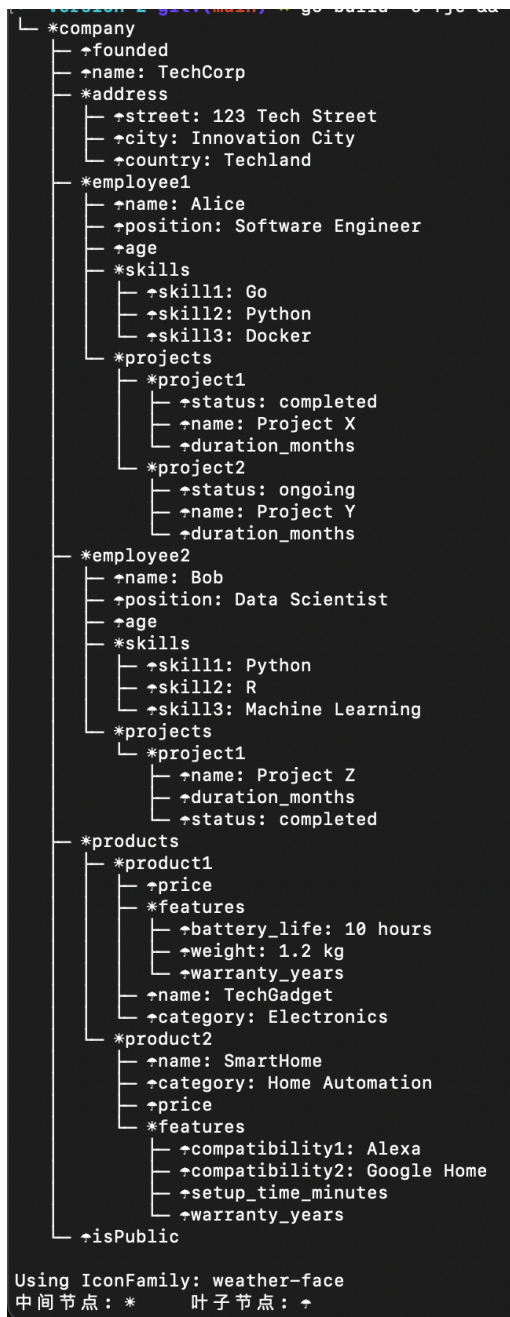 └─ ✴company
   ├─ ☂founded
   ├─ ☂name: TechCorp
   ├─ ✴address
   │  ├─ ☂street: 123 Tech Street
   │  ├─ ☂city: Innovation City
   │  └─ ☂country: Techland
   ├─ ✴employee1
   │  ├─ ☂name: Alice
   │  ├─ ☂position: Software Engineer
   │  ├─ ☂age
   │  ├─ ✴skills
   │  │  ├─ ☂skill1: Go
   │  │  ├─ ☂skill2: Python
   │  │  └─ ☂skill3: Docker
   │  └─ ✴projects
   │     ├─ ✴project1
   │     │  ├─ ☂status: completed
   │     │  ├─ ☂name: Project X
   │     │  └─ ☂duration_months
   │     └─ ✴project2
   │        ├─ ☂status: ongoing
   │        ├─ ☂name: Project Y
   │        └─ ☂duration_months
   ├─ ✴employee2
   │  ├─ ☂name: Bob
   │  ├─ ☂position: Data Scientist
   │  ├─ ☂age
   │  ├─ ✴skills
   │  │  ├─ ☂skill1: Python
   │  │  ├─ ☂skill2: R
   │  │  └─ ☂skill3: Machine Learning
   │  └─ ✴projects
   │     └─ ✴project1
   │        ├─ ☂name: Project Z
   │        ├─ ☂duration_months
   │        └─ ☂status: completed
   ├─ ✴products
   │  ├─ ✴product1
   │  │  ├─ ☂price
   │  │  ├─ ✴features
   │  │  │  ├─ ☂battery_life: 10 hours
   │  │  │  ├─ ☂weight: 1.2 kg
   │  │  │  └─ ☂warranty_years
   │  │  ├─ ☂name: TechGadget
   │  │  └─ ☂category: Electronics
   │  └─ ✴product2
   │     ├─ ☂name: SmartHome
   │     ├─ ☂category: Home Automation
   │     ├─ ☂price
   │     └─ ✴features
   │        ├─ ☂compatibility1: Alexa
   │        ├─ ☂compatibility2: Google Home
   │        ├─ ☂setup_time_minutes
   │        └─ ☂warranty_years
   └─ ☂isPublic
Using IconFamily: weather-face
中间节点: ✴    叶子节点: ☂